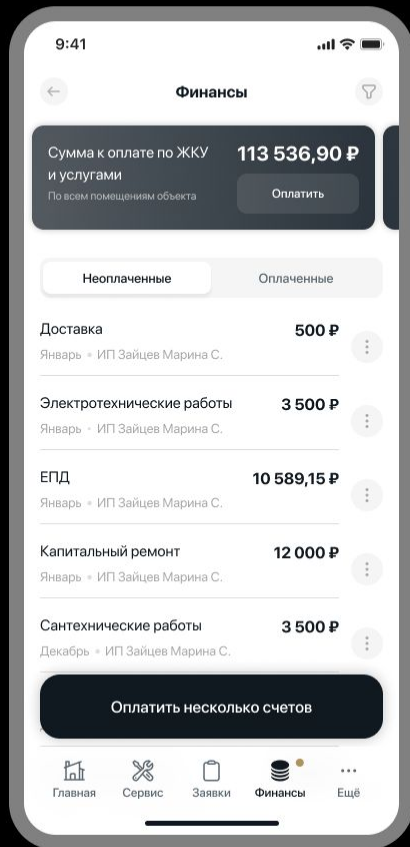 9:41
Финансы
Сумма к оплате по ЖКУ
и услугами
113 536,90 ₽
По всем помещениям объекта
Оплатить
Неоплаченные
Оплаченные
Доставка
500 ₽
Январь • ИП Зайцев Марина С.
Электротехнические работы
3 500 ₽
Январь • ИП Зайцев Марина С.
ЕПД
10 589,15 ₽
Январь • ИП Зайцев Марина С.
Капитальный ремонт
12 000 ₽
Январь • ИП Зайцев Марина С.
Сантехнические работы
3 500 ₽
Декабрь • ИП Зайцев Марина С.
Оплатить несколько счетов
Главная
Сервис
Заявки
Финансы
Ещё